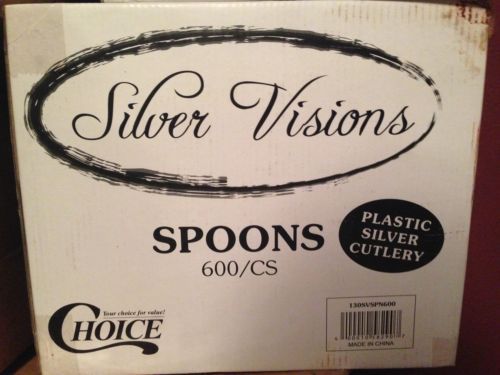 Silver Visions
SPOONS
600/CS
PLASTIC
SILVER
CUTLERY
Your choice for value!
CHOICE
130SVSPN600
MADE IN CHINA